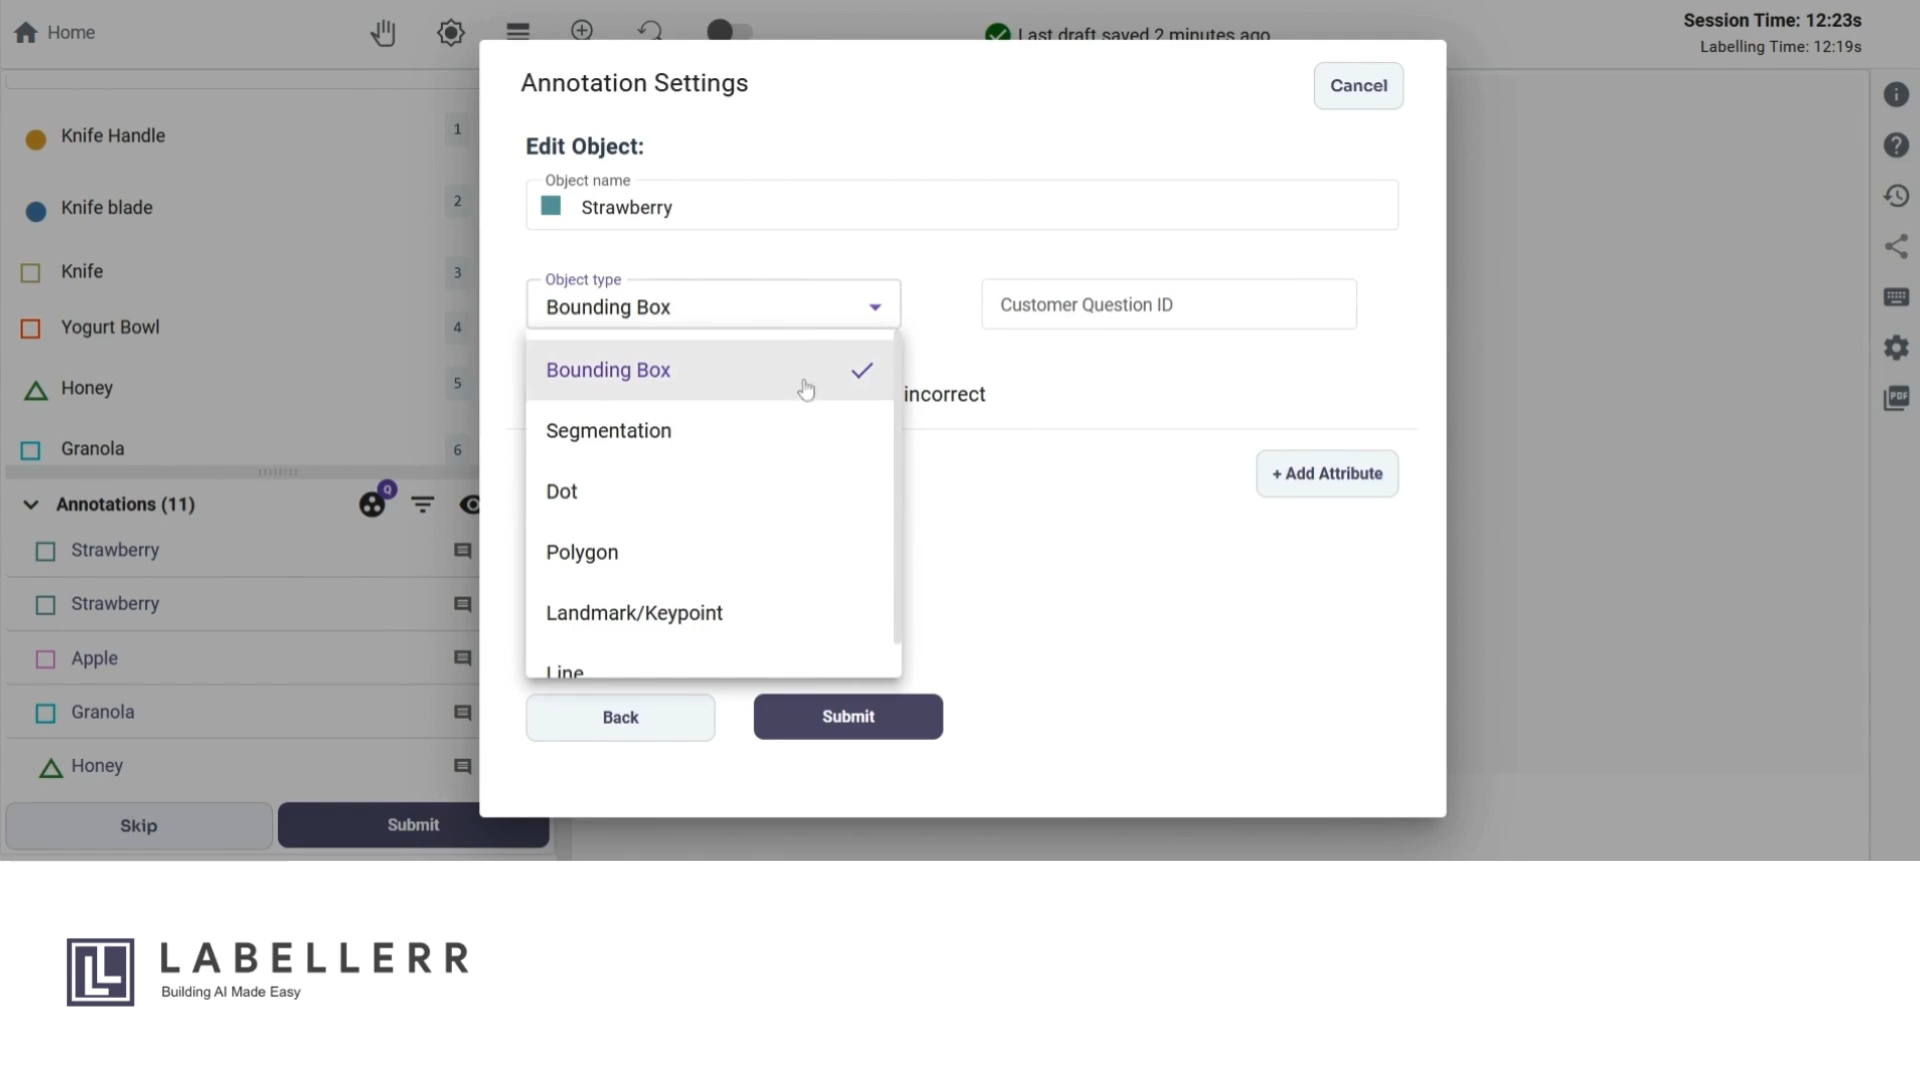 Home
Last draft saved 2 minutes ago
Session Time: 12:23s
Labelling Time: 12:19s
Knife Handle 1
Knife blade 2
Knife 3
Yogurt Bowl 4
Honey 5
Granola 6
Annotations (11)
Q
Strawberry
Strawberry
Apple
Granola
Honey
Skip
Submit
Annotation Settings
Cancel
Edit Object:
Object name
Strawberry
Object type
Bounding Box
Customer Question ID
Bounding Box
incorrect
Segmentation
+ Add Attribute
Dot
Polygon
Landmark/Keypoint
Line
Back
Submit
PDF
LABELLERR
Building AI Made Easy